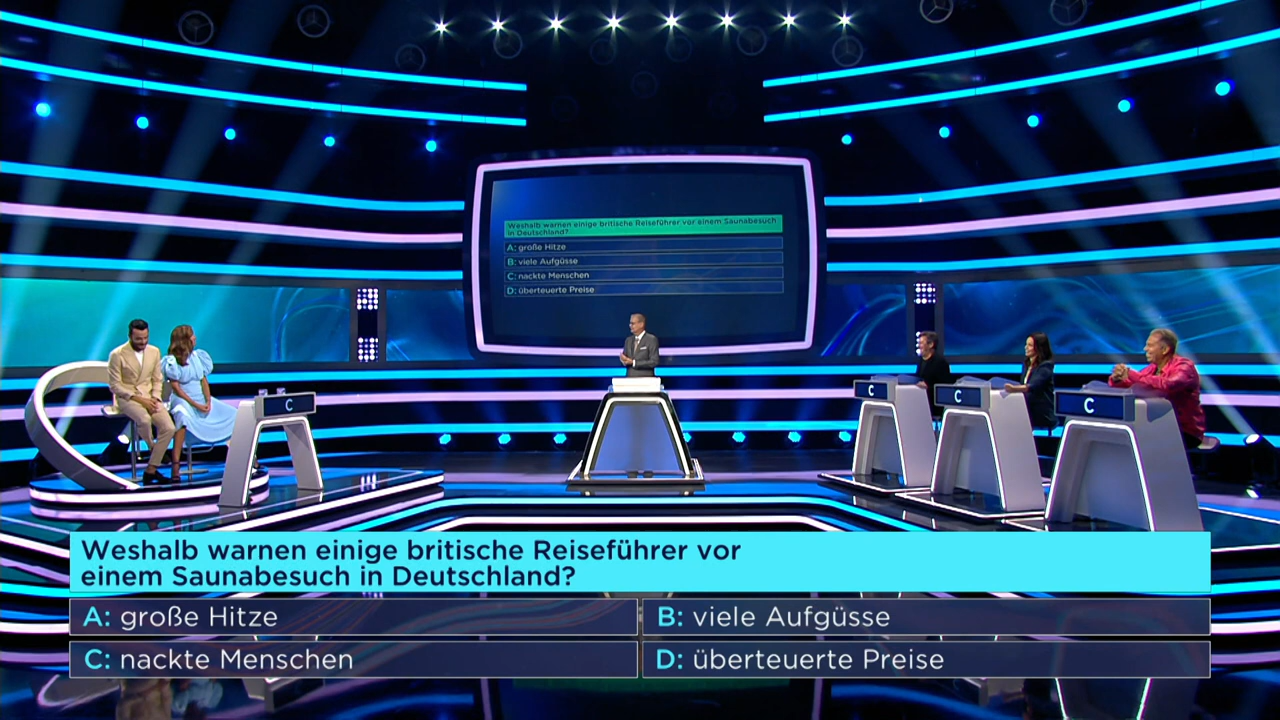 Weshalb warnen einige britische Reiseführer vor einem Saunabesuch
in Deutschland?
A: große Hitze
B: viele Aufgüsse
C: nackte Menschen
D: überteuerte Preise
C
C
C
C
Weshalb warnen einige britische Reiseführer vor
einem Saunabesuch in Deutschland?
A: große Hitze
B: viele Aufgüsse
C: nackte Menschen
D: überteuerte Preise